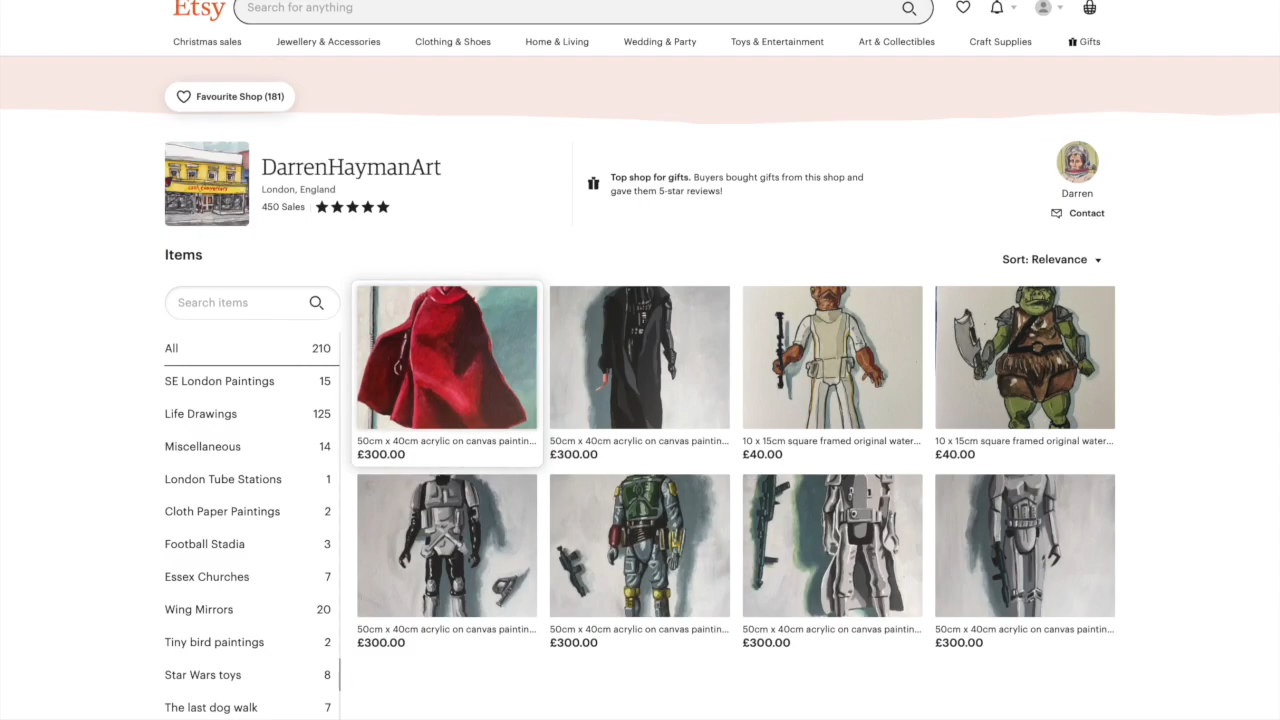 Etsy
Search for anything
Christmas sales
Jewellery & Accessories
Clothing & Shoes
Home & Living
Wedding & Party
Toys & Entertainment
Art & Collectibles
Craft Supplies
Gifts
Favourite Shop (181)
DarrenHaymanArt
London, England
450 Sales
Top shop for gifts. Buyers bought gifts from this shop and
gave them 5-star reviews!
Darren
Contact
Items
Sort: Relevance
Search items
All 210
SE London Paintings 15
Life Drawings 125
Miscellaneous 14
London Tube Stations 1
Cloth Paper Paintings 2
Football Stadia 3
Essex Churches 7
Wing Mirrors 20
Tiny bird paintings 2
Star Wars toys 8
The last dog walk 7
50cm x 40cm acrylic on canvas paintin...
£300.00
50cm x 40cm acrylic on canvas paintin...
£300.00
10 x 15cm square framed original water...
£40.00
10 x 15cm square framed original water...
£40.00
50cm x 40cm acrylic on canvas paintin...
£300.00
50cm x 40cm acrylic on canvas paintin...
£300.00
50cm x 40cm acrylic on canvas paintin...
£300.00
50cm x 40cm acrylic on canvas paintin...
£300.00